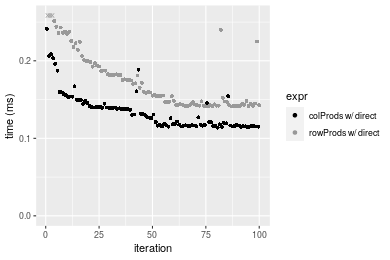 0.2
0.1
0.0
time (ms)
0
25
50
75
100
iteration
expr
colProds w/ direct
rowProds w/ direct